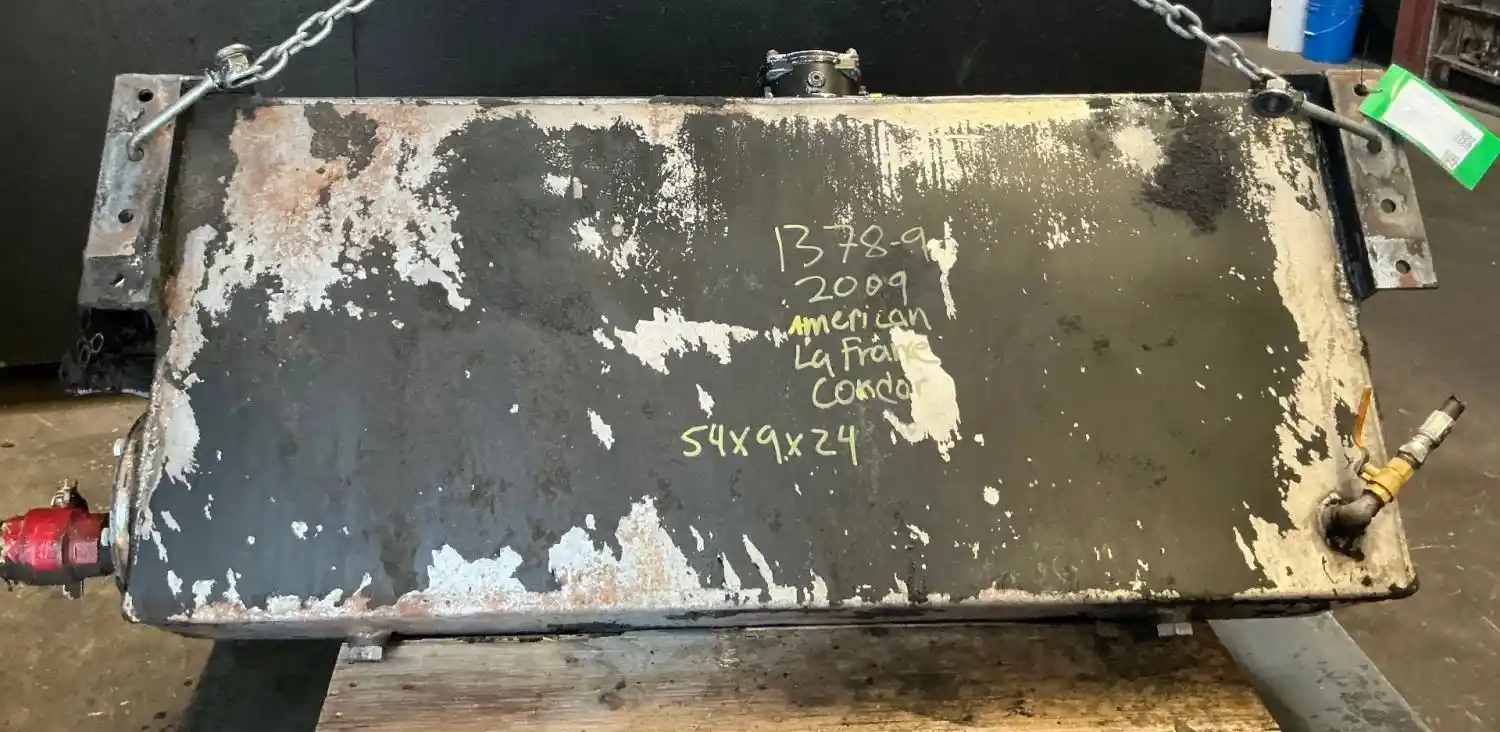 1378-9
2009
American
La France
Condor
54x9x24